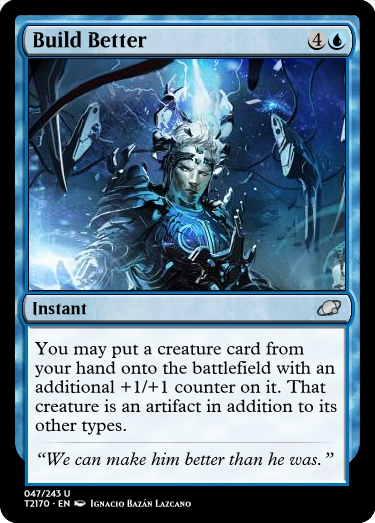 Build Better 4
Instant
You may put a creature card from
your hand onto the battlefield with an
additional +1/+1 counter on it. That
creature is an artifact in addition to its
other types.
“We can make him better than he was.”
047/243 U
T2170 • EN Ignacio Bazán Lazcano